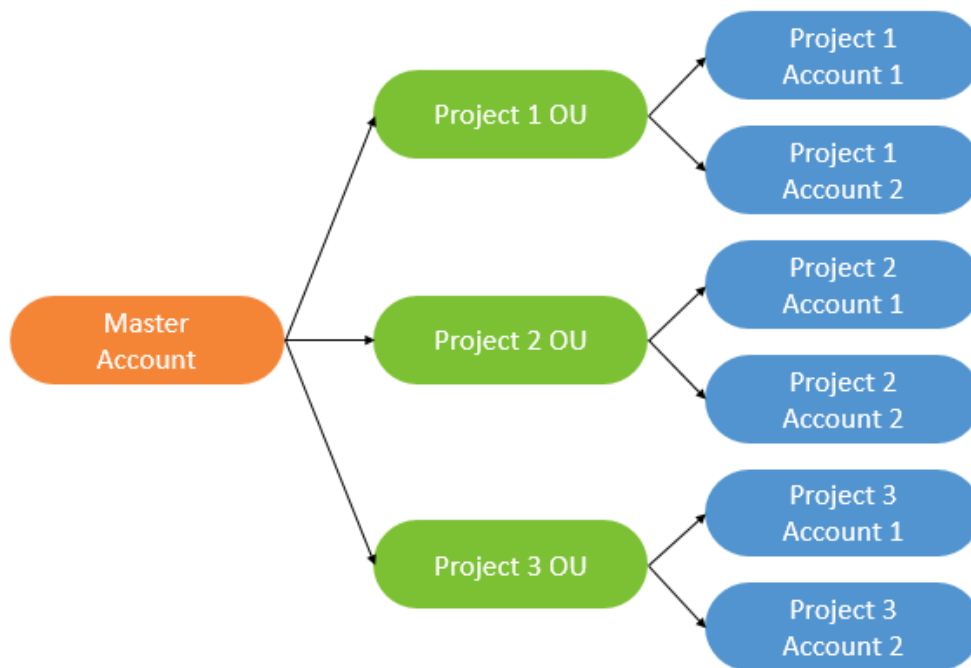 Project 1
Account 1
Project 1 OU
Project 1
Account 2
Project 2
Account 1
Master
Account
Project 2 OU
Project 2
Account 2
Project 3
Account 1
Project 3 OU
Project 3
Account 2